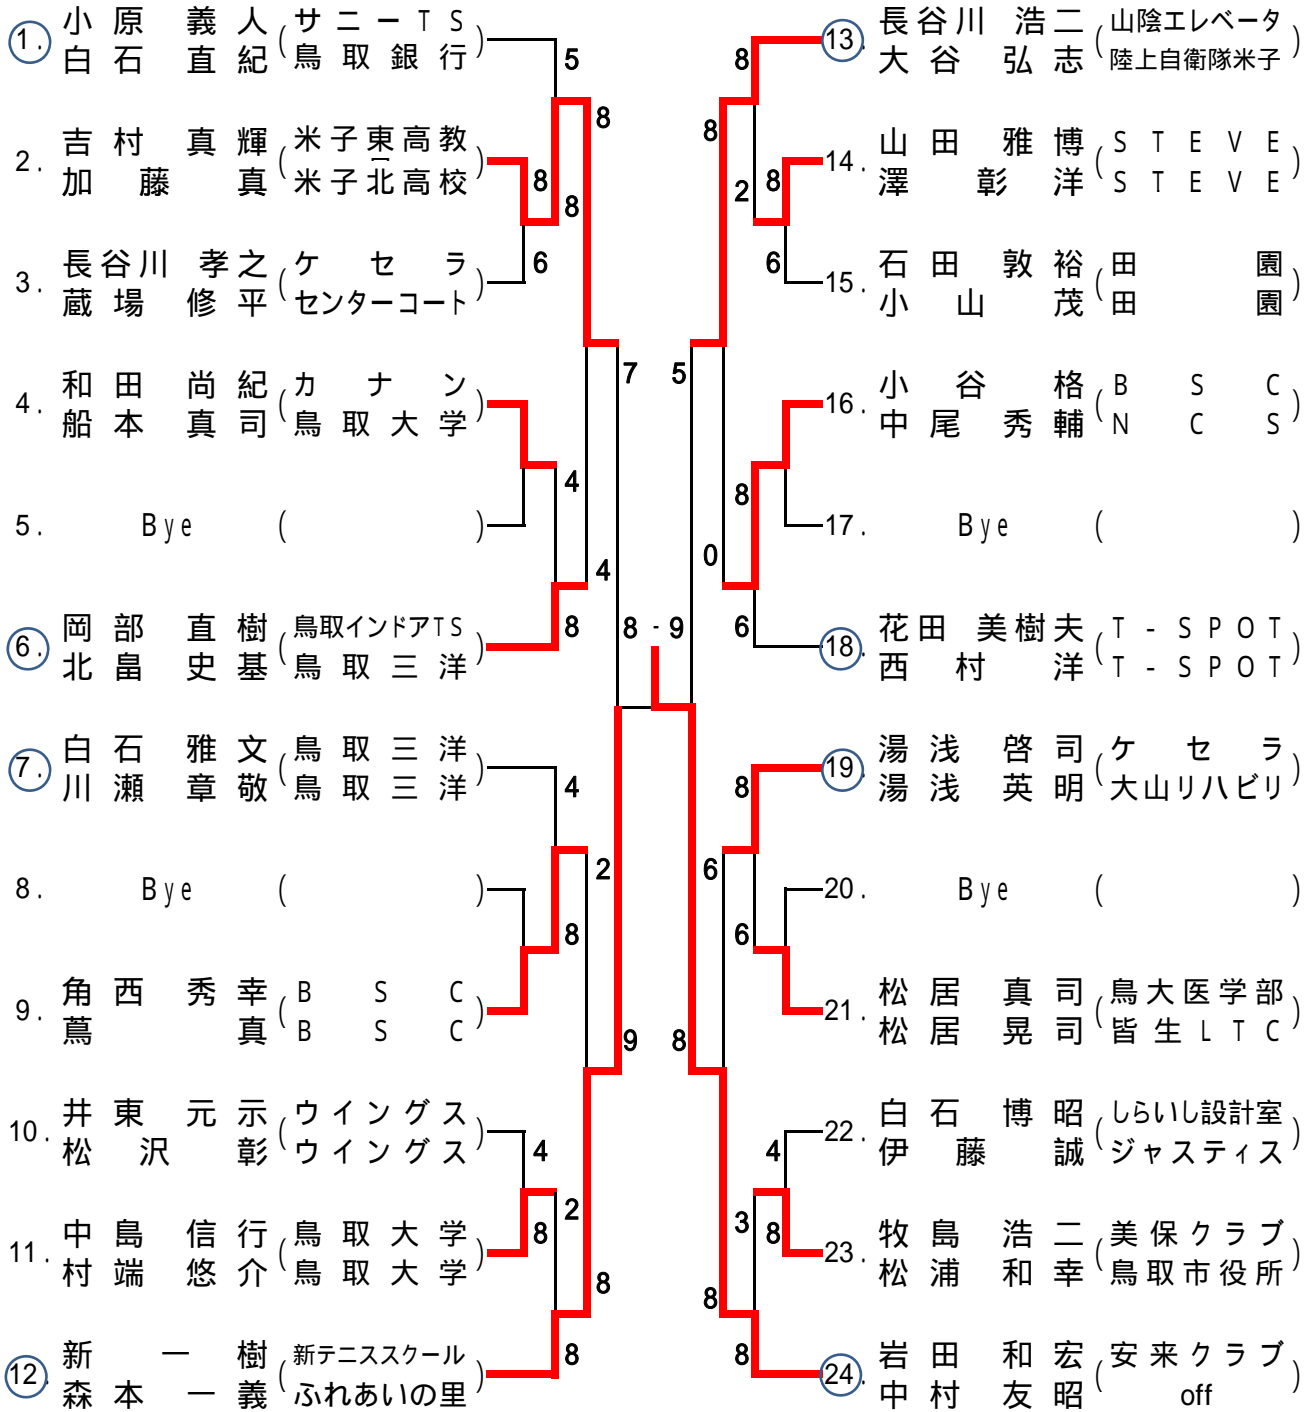 1. 小原 義人 (サニーTS)
白石 直紀 (鳥取銀行)
5
8
2. 吉村 真輝 (米子東高教)
加藤 真 (米子北高校)
8
8
3. 長谷川 孝之 (ケセラ)
蔵場 修平 (センターコート)
6
7
4. 和田 尚紀 (カナン)
船本 真司 (鳥取大学)
4
5. Bye ( )
4
6. 岡部 直樹 (鳥取インドアTS)
北畠 史基 (鳥取三洋)
8
8 - 9
7. 白石 雅文 (鳥取三洋)
川瀬 章敬 (鳥取三洋)
4
2
8. Bye ( )
8
9. 角西 秀幸 (BSC)
蔦 真 (BSC)
9
10. 井東 元示 (ウイングス)
松沢 彰 (ウイングス)
4
2
11. 中島 信行 (鳥取大学)
村端 悠介 (鳥取大学)
8
8
12. 新 一樹 (新テニススクール)
森本 一義 (ふれあいの里)
8
13. 長谷川 浩二 (山陰エレベータ)
大谷 弘志 (陸上自衛隊米子)
8
8
14. 山田 雅博 (STEVE)
澤 彰洋 (STEVE)
8
2
15. 石田 敦裕 (田園)
小山 茂 (田園)
6
5
16. 小谷 格 (BSC)
中尾 秀輔 (NCS)
8
17. Bye ( )
0
18. 花田 美樹夫 (T-SPOT)
西村 洋 (T-SPOT)
6
19. 湯浅 啓司 (ケセラ)
湯浅 英明 (大山リハビリ)
8
6
20. Bye ( )
6
21. 松居 真司 (鳥大医学部)
松居 晃司 (皆生LTC)
8
22. 白石 博昭 (しらいし設計室)
伊藤 誠 (ジャスティス)
4
3
23. 牧島 浩二 (美保クラブ)
松浦 和幸 (鳥取市役所)
8
8
24. 岩田 和宏 (安来クラブ)
中村 友昭 (off)
8